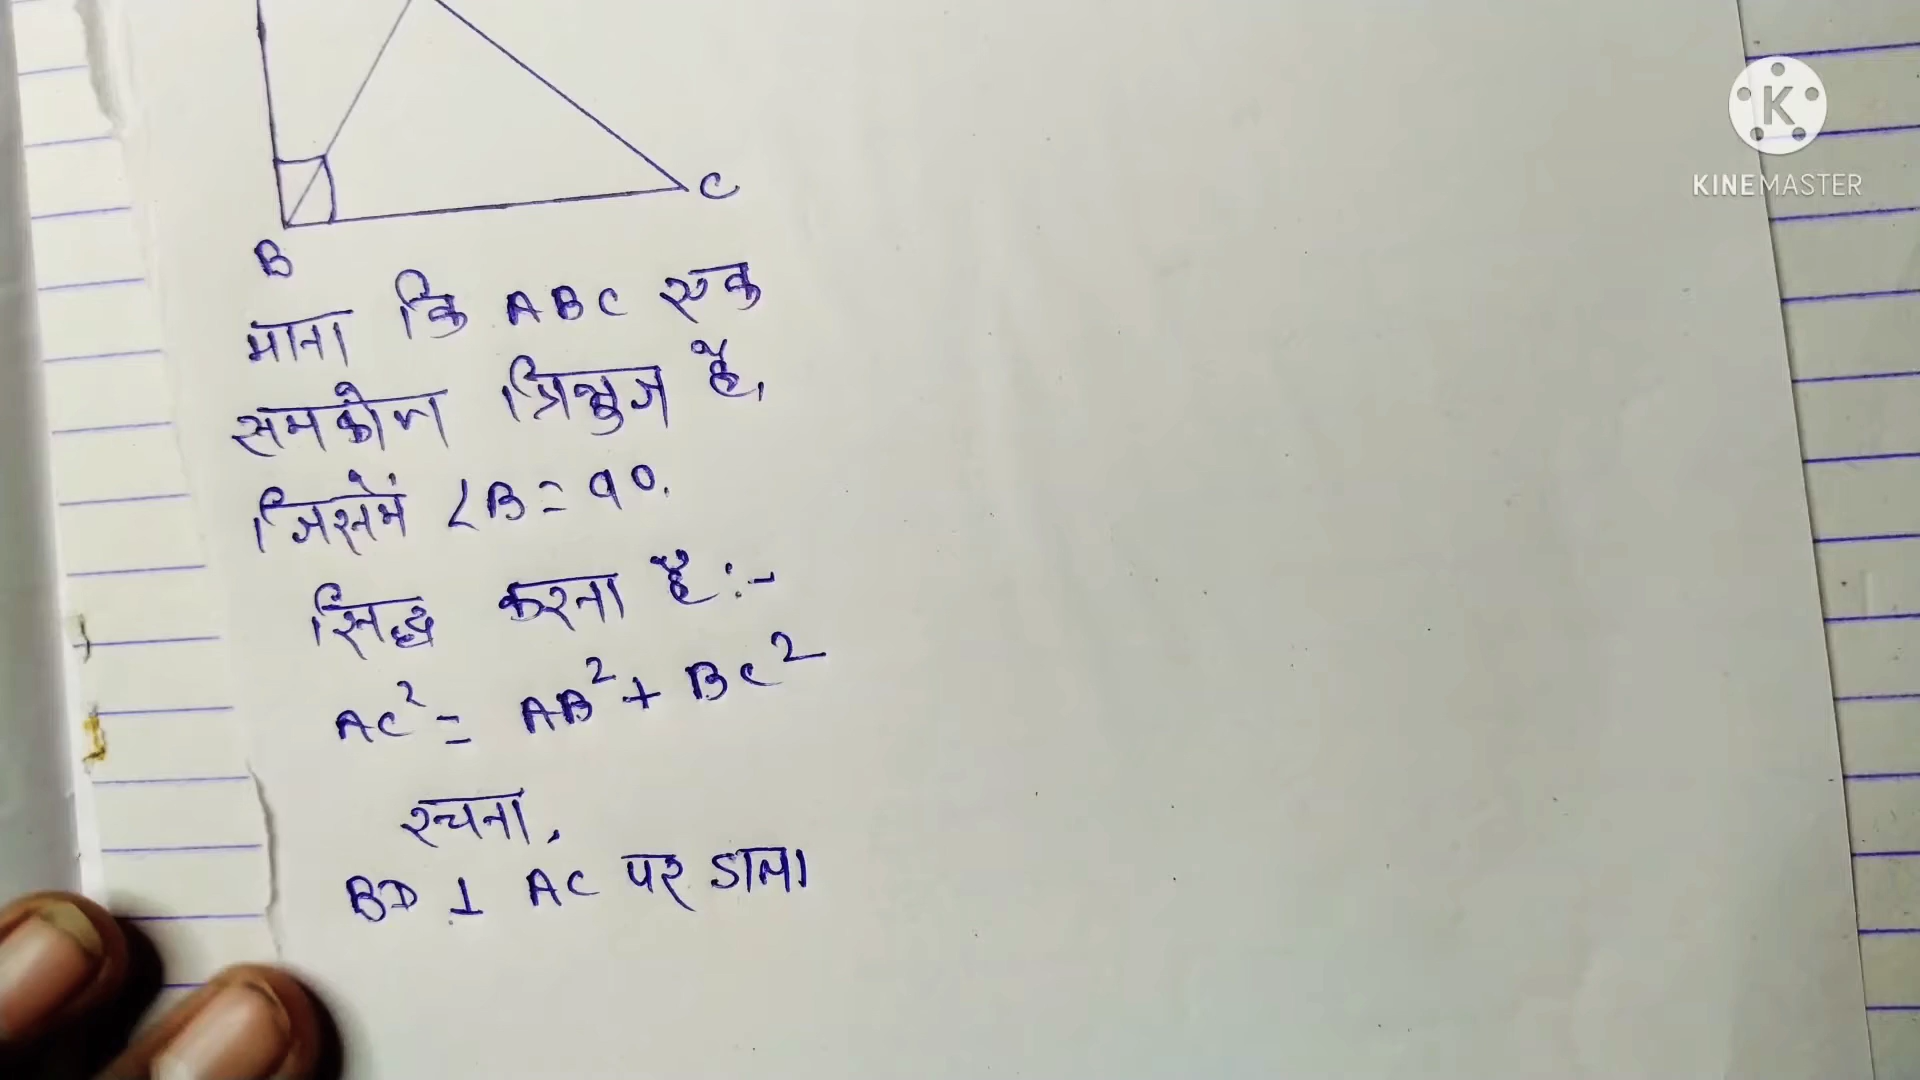 C
B
माना कि ABC एक
समकोण त्रिभुज है,
जिसमें ∠B = 90.
सिद्ध करना है :-
AC² = AB² + BC²
रचना,
BD ⊥ AC पर डाला
K
KINEMASTER